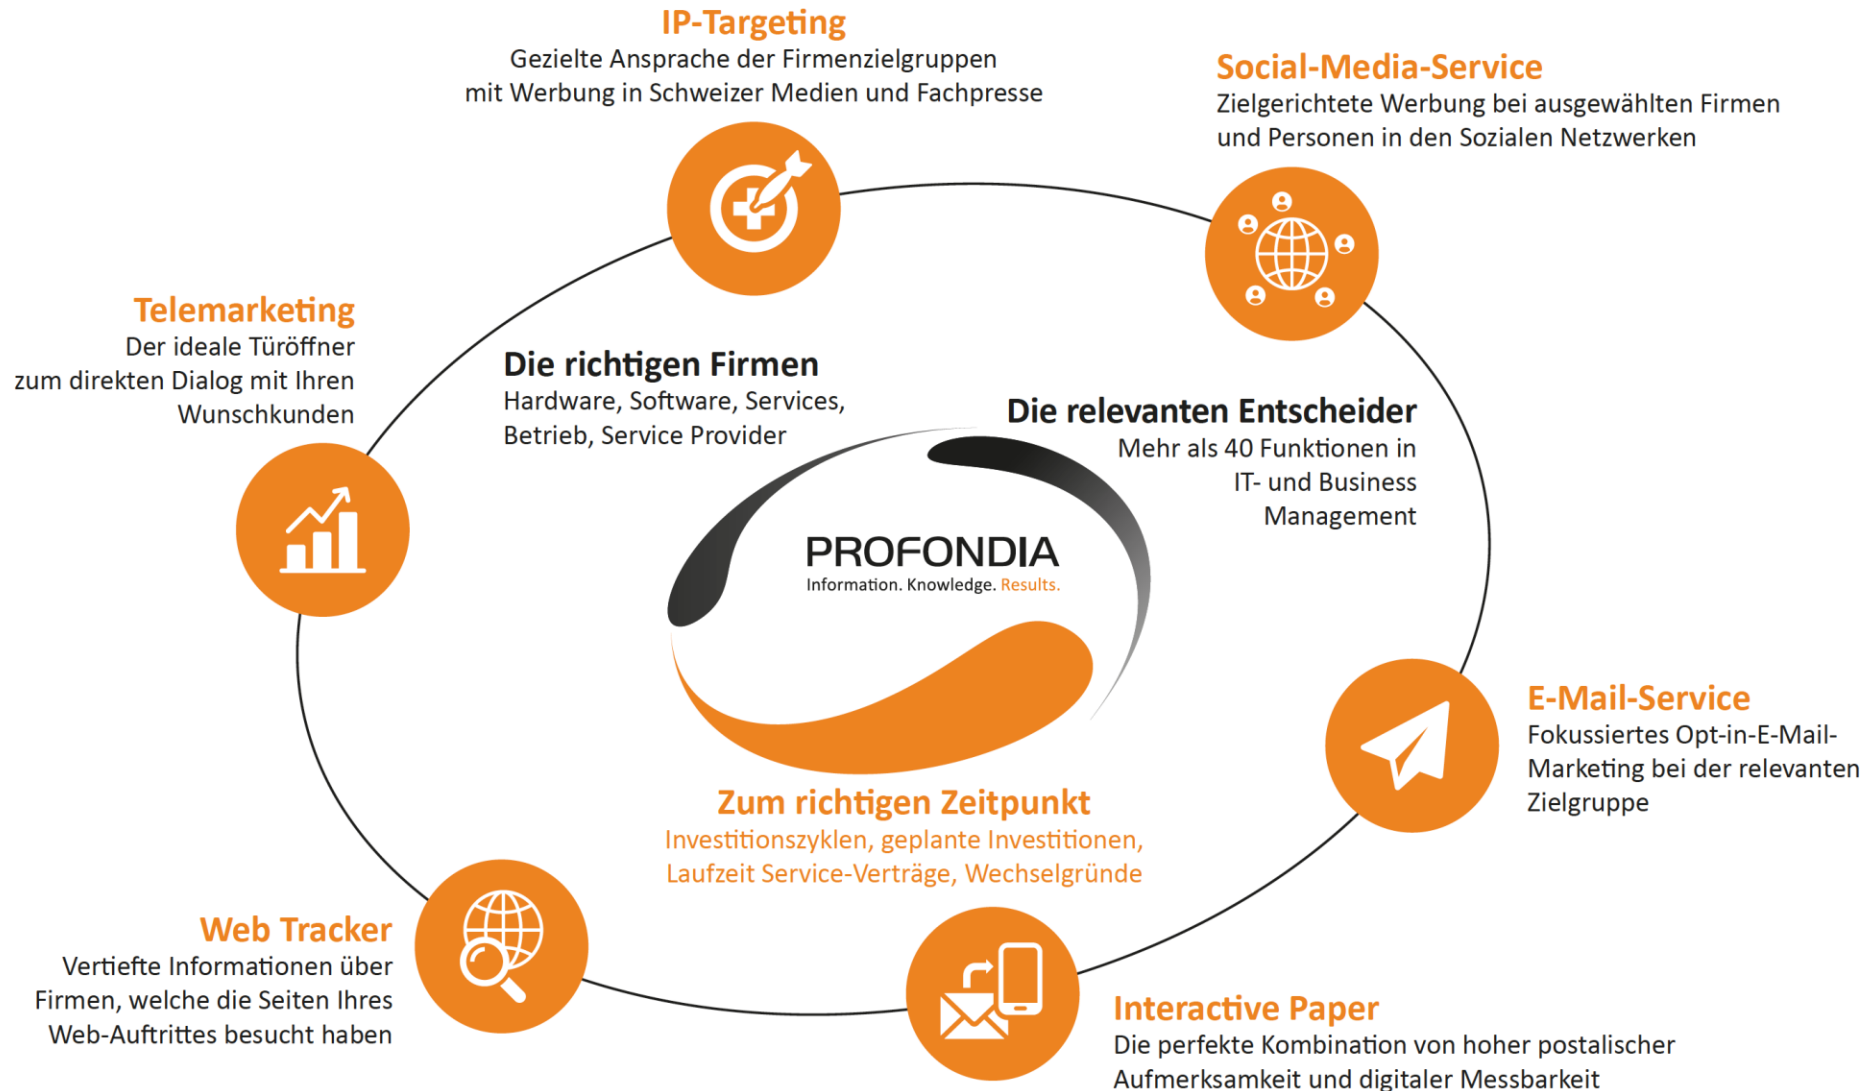 IP-Targeting
Gezielte Ansprache der Firmenzielgruppen
mit Werbung in Schweizer Medien und Fachpresse
Social-Media-Service
Zielgerichtete Werbung bei ausgewählten Firmen
und Personen in den Sozialen Netzwerken
Telemarketing
Der ideale Türöffner
zum direkten Dialog mit Ihren
Wunschkunden
Die richtigen Firmen
Hardware, Software, Services,
Betrieb, Service Provider
Die relevanten Entscheider
Mehr als 40 Funktionen in
IT- und Business
Management
PROFONDIA
Information. Knowledge. Results.
E-Mail-Service
Fokussiertes Opt-in-E-Mail-
Marketing bei der relevanten
Zielgruppe
Zum richtigen Zeitpunkt
Investitionszyklen, geplante Investitionen,
Laufzeit Service-Verträge, Wechselgründe
Web Tracker
Vertiefte Informationen über
Firmen, welche die Seiten Ihres
Web-Auftrittes besucht haben
Interactive Paper
Die perfekte Kombination von hoher postalischer
Aufmerksamkeit und digitaler Messbarkeit